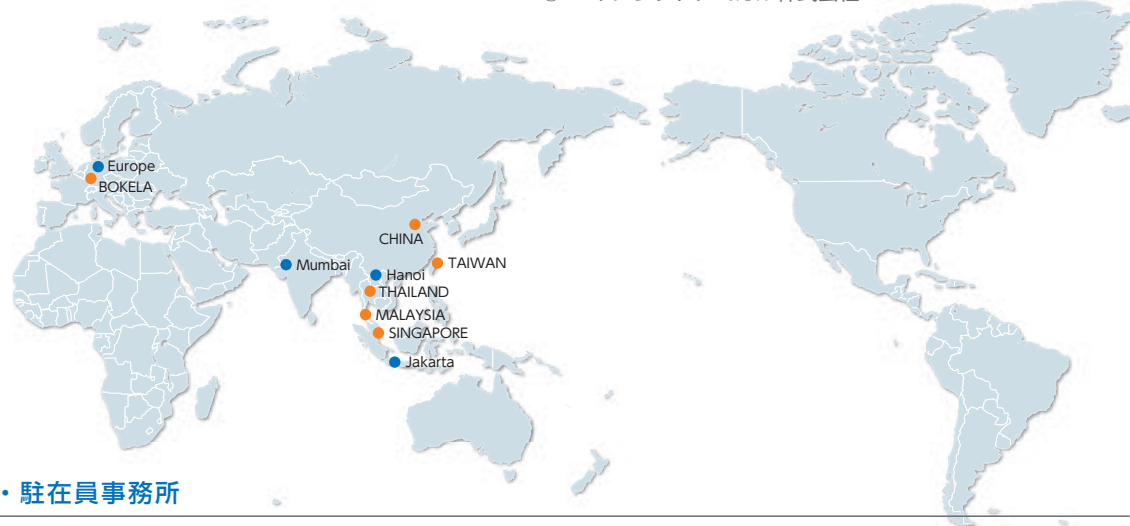 Europe
BOKELA
CHINA
TAIWAN
Mumbai
Hanoi
THAILAND
MALAYSIA
SINGAPORE
Jakarta
・駐在員事務所